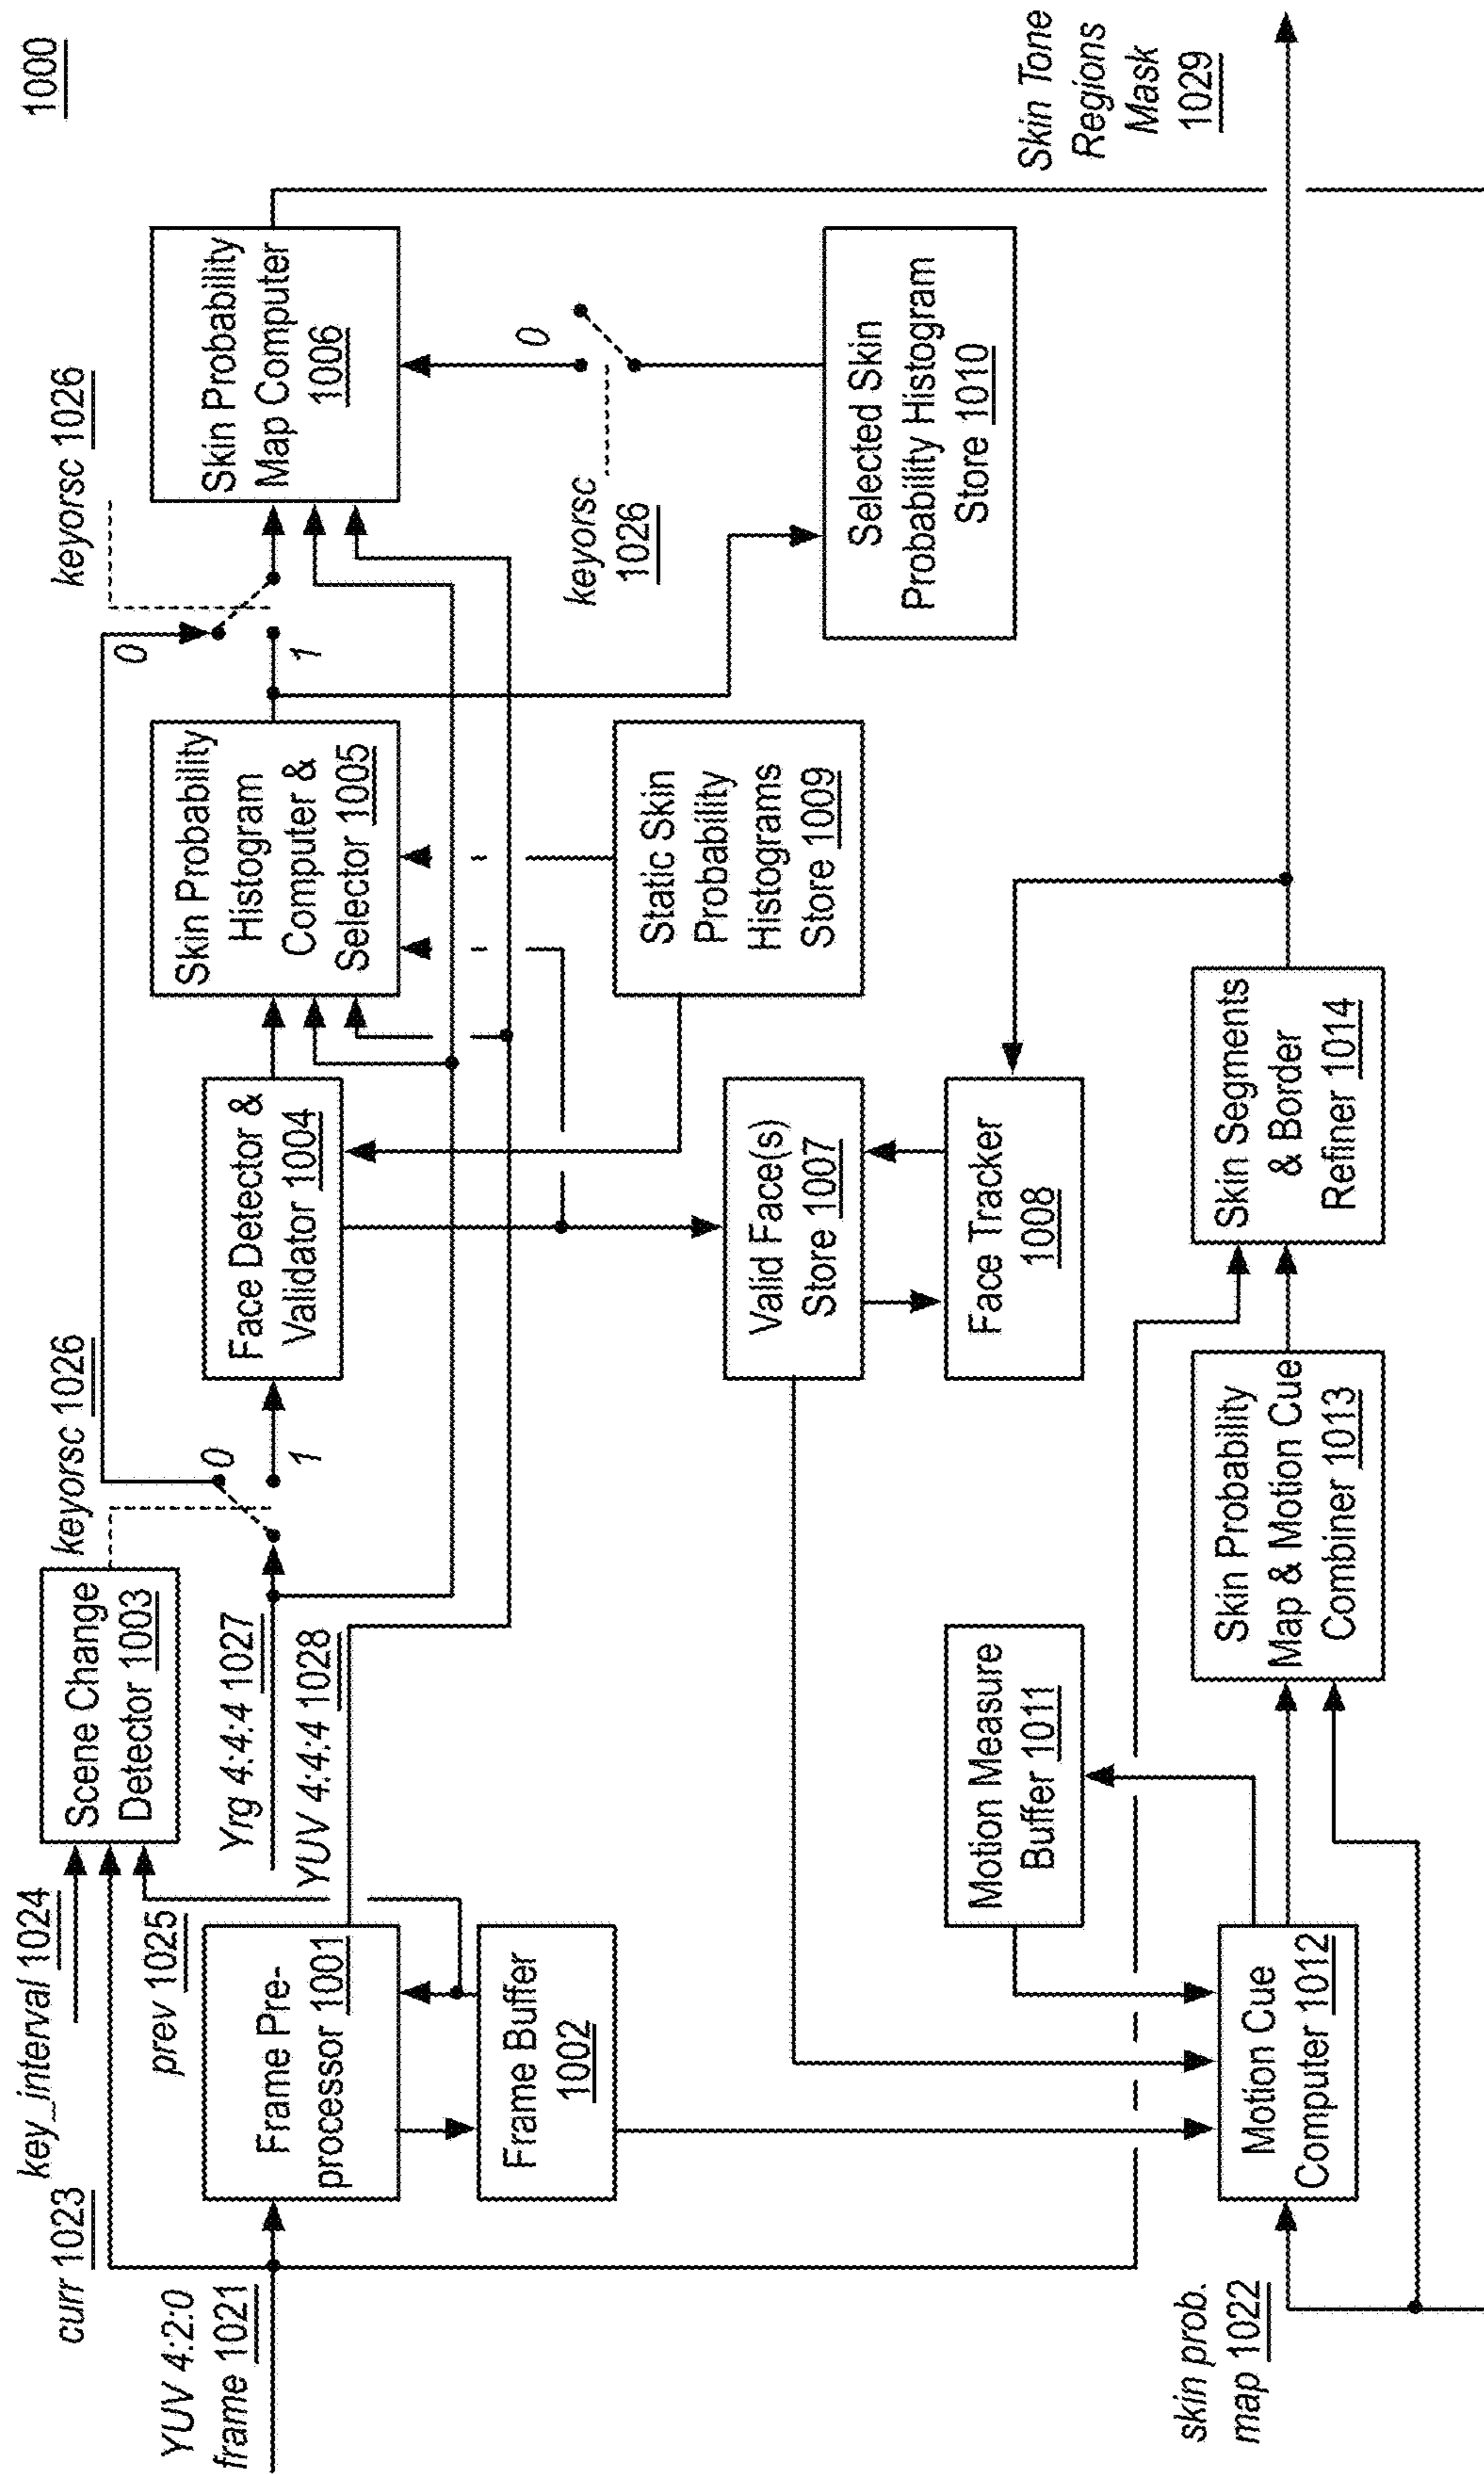 1000
curr 1023
key_interval 1024
prev 1025
Scene Change
Detector 1003
keyorsc 1026
keyorsc 1026
YUV 4:2:0
frame 1021
Frame Pre-
processor 1001
Yrg 4:4:4 1027
YUV 4:4:4 1028
0
1
Face Detector &
Validator 1004
Skin Probability
Histogram
Computer &
Selector 1005
0
1
Skin Probability
Map Computer
1006
Frame Buffer
1002
Valid Face(s)
Store 1007
Static Skin
Probability
Histograms
Store 1009
keyorsc
1026
0
Face Tracker
1008
Selected Skin
Probability Histogram
Store 1010
Motion Measure
Buffer 1011
skin prob.
map 1022
Motion Cue
Computer 1012
Skin Probability
Map & Motion Cue
Combiner 1013
Skin Segments
& Border
Refiner 1014
Skin Tone
Regions
Mask
1029